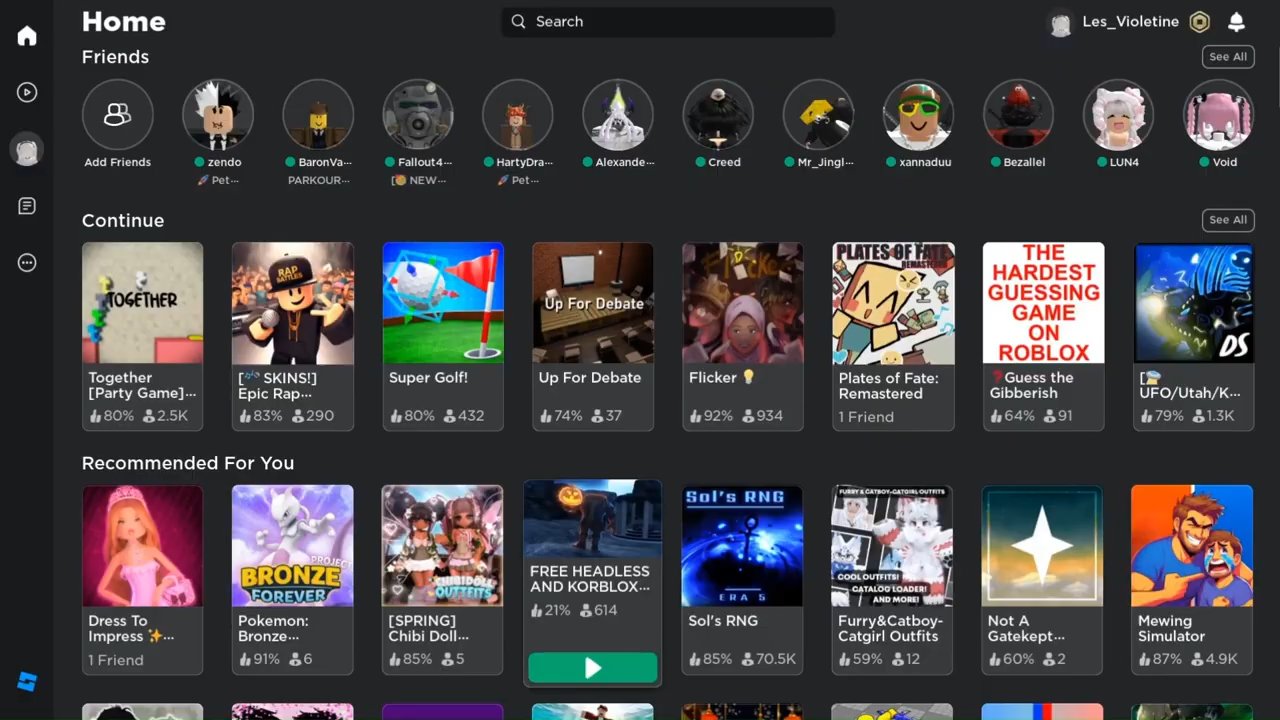 Home
Search
Les_Violetine
Friends
See All
Add Friends
zendo
BaronVa...
Fallout4...
HartyDra...
Alexande...
Creed
Mr_Jingl...
xannaduu
Bezallel
LUN4
Void
🚀 Pet...
PARKOUR...
NEW...
🚀 Pet...
Continue
See All
TOGETHER
RAP
BATTLES
Up For Debate
PLATES OF FATE
REMASTERED
THE
HARDEST
GUESSING
GAME
ON
ROBLOX
DS
Together
[Party Game]...
80% 2.5K
[🎶 SKINS!]
Epic Rap...
83% 290
Super Golf!
80% 432
Up For Debate
74% 37
Flicker 💡
92% 934
Plates of Fate:
Remastered
1 Friend
❓Guess the
Gibberish
64% 91
UFO/Utah/K...
79% 1.3K
Recommended For You
PROJECT
BRONZE
FOREVER
CHIBI DOLL
OUTFITS
Sol's RNG
ERA 5
FURRY & CATBOY-CATGIRL OUTFITS
COOL OUTFITS!
CATALOG LOADER!
AND MORE!
Dress To
Impress ✨...
1 Friend
Pokemon:
Bronze...
91% 6
[SPRING]
Chibi Doll...
85% 5
FREE HEADLESS
AND KORBLOX...
21% 614
Sol's RNG
85% 70.5K
Furry&Catboy-
Catgirl Outfits
59% 12
Not A
Gatekept...
60% 2
Mewing
Simulator
87% 4.9K